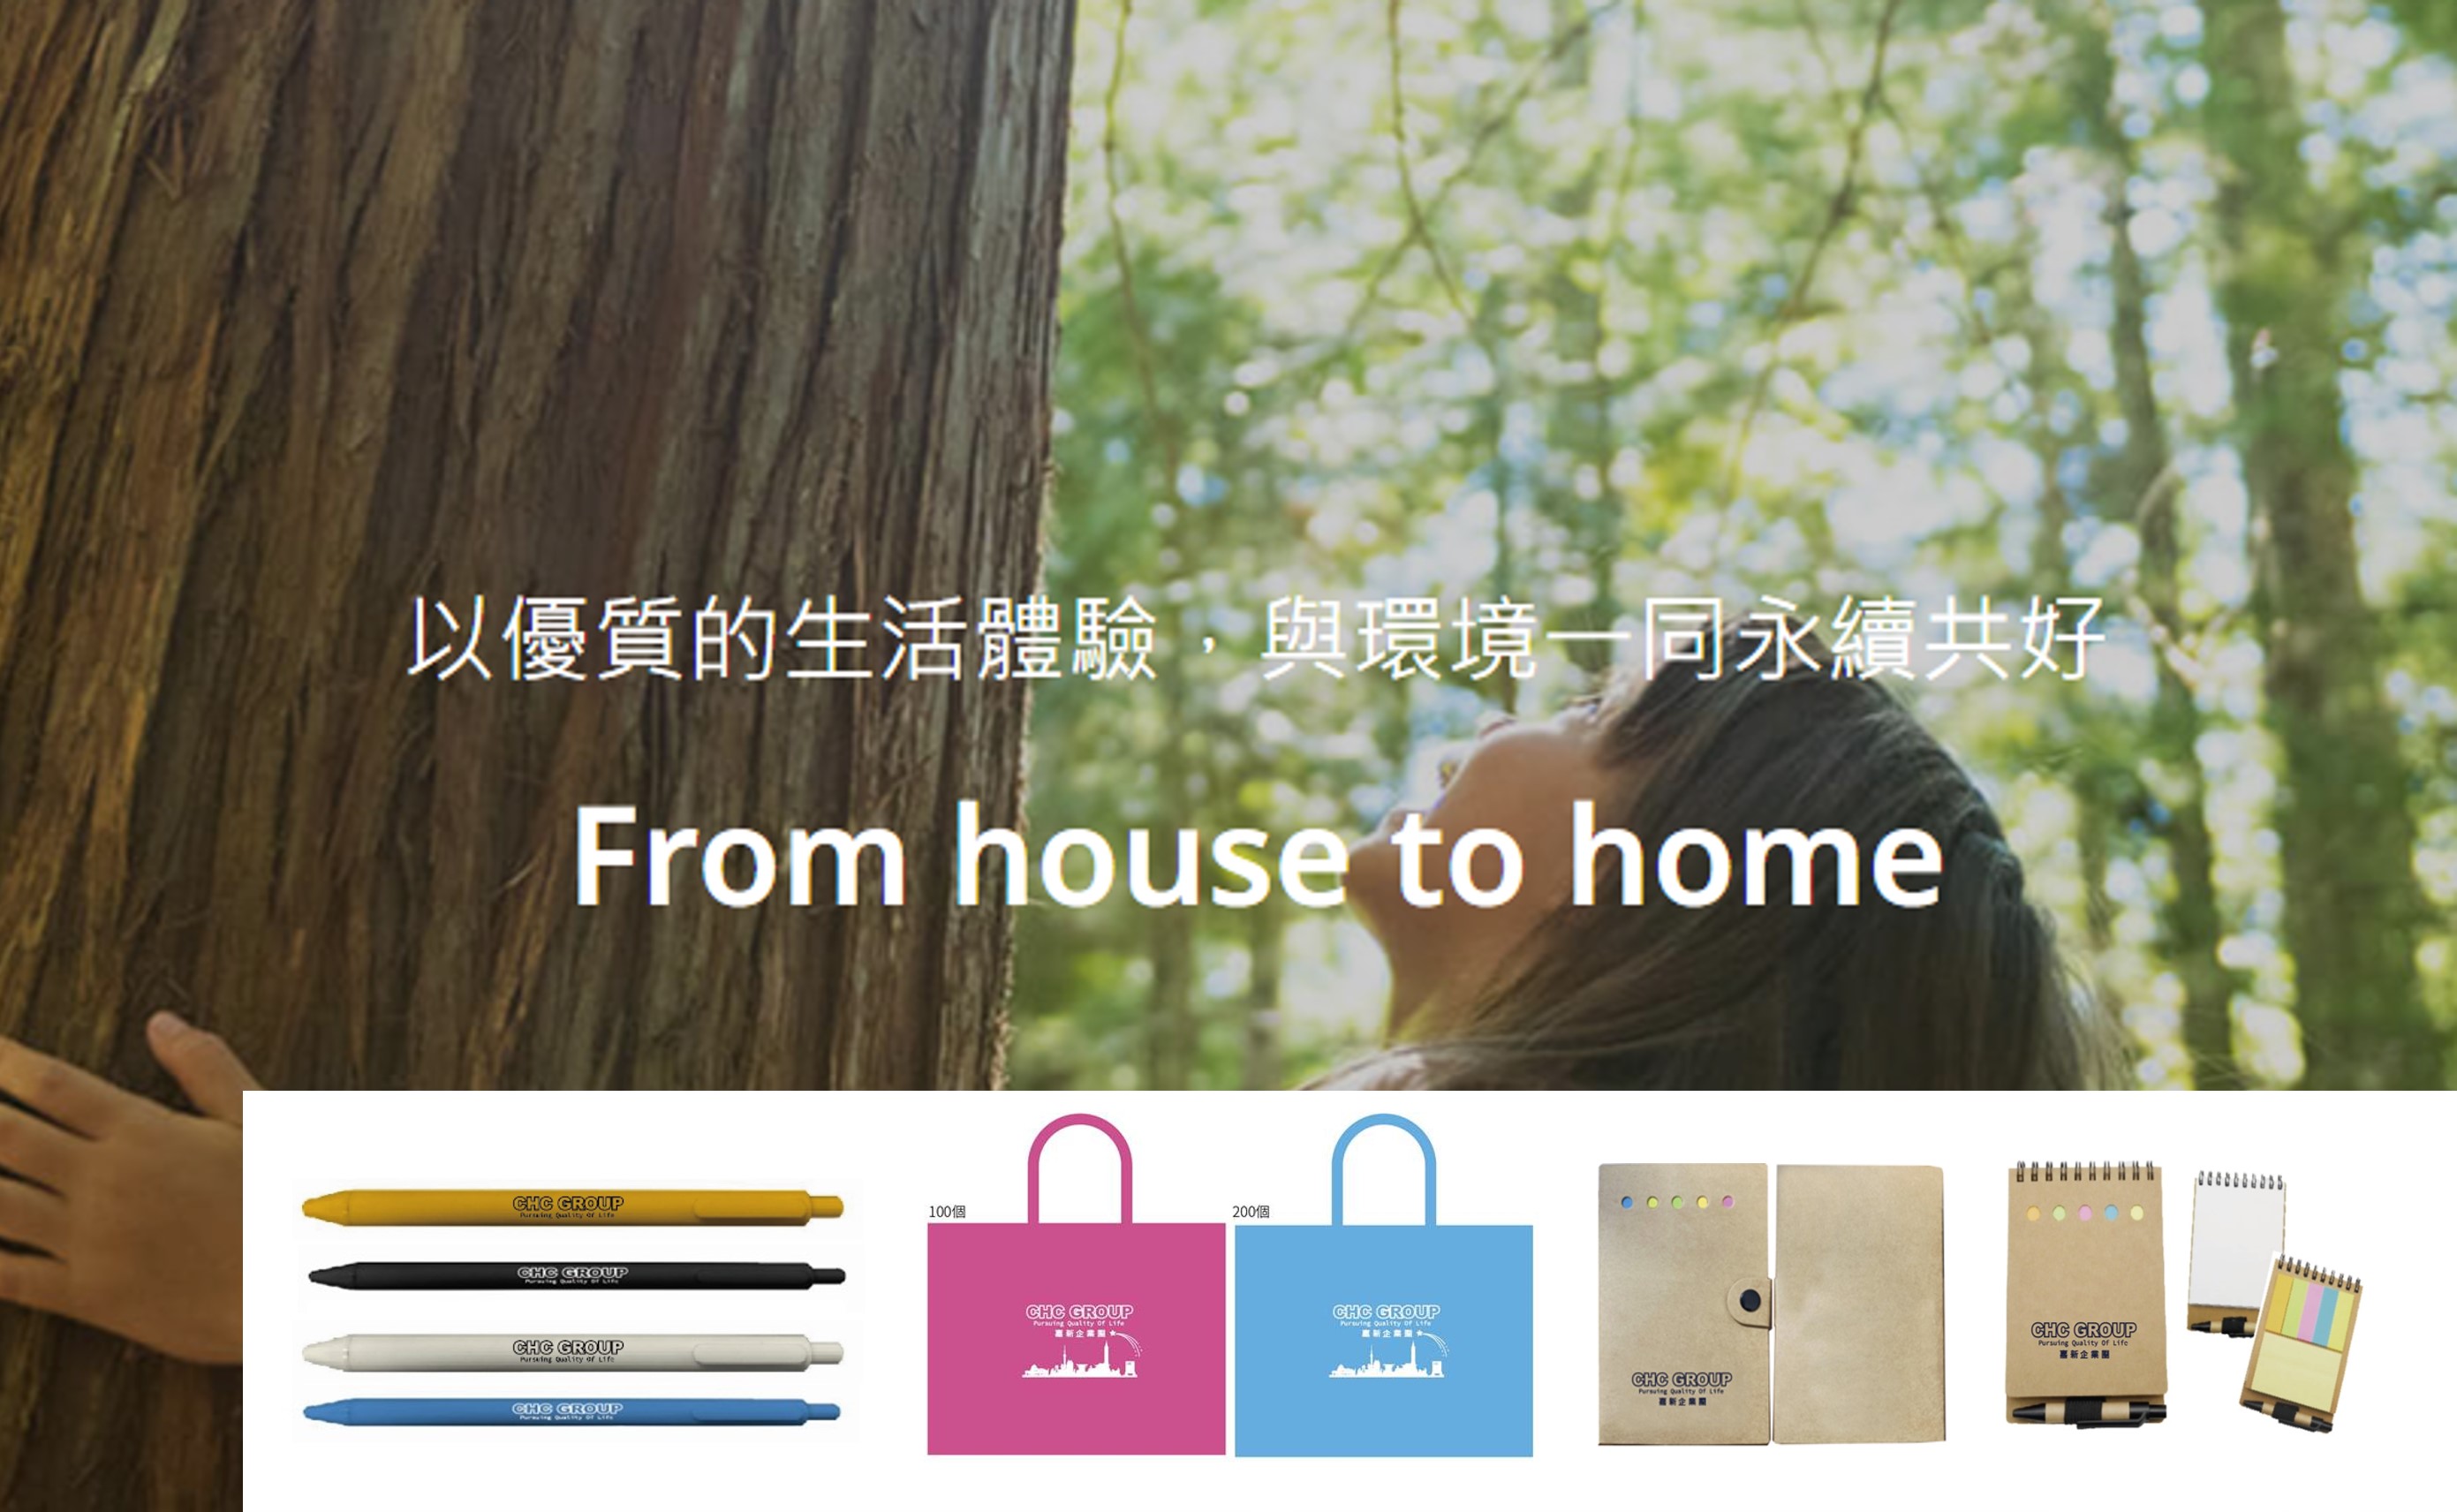 以優質的生活體驗，與環境一同永續共好
From house to home
CHC GROUP
Pursuing Quality Of Life
CHC GROUP
Pursuing Quality Of Life
CHC GROUP
Pursuing Quality Of Life
CHC GROUP
Pursuing Quality Of Life
100個
CHC GROUP
Pursuing Quality Of Life
嘉新企業團
200個
CHC GROUP
Pursuing Quality Of Life
嘉新企業團
CHC GROUP
Pursuing Quality Of Life
嘉新企業團
CHC GROUP
Pursuing Quality Of Life
嘉新企業團